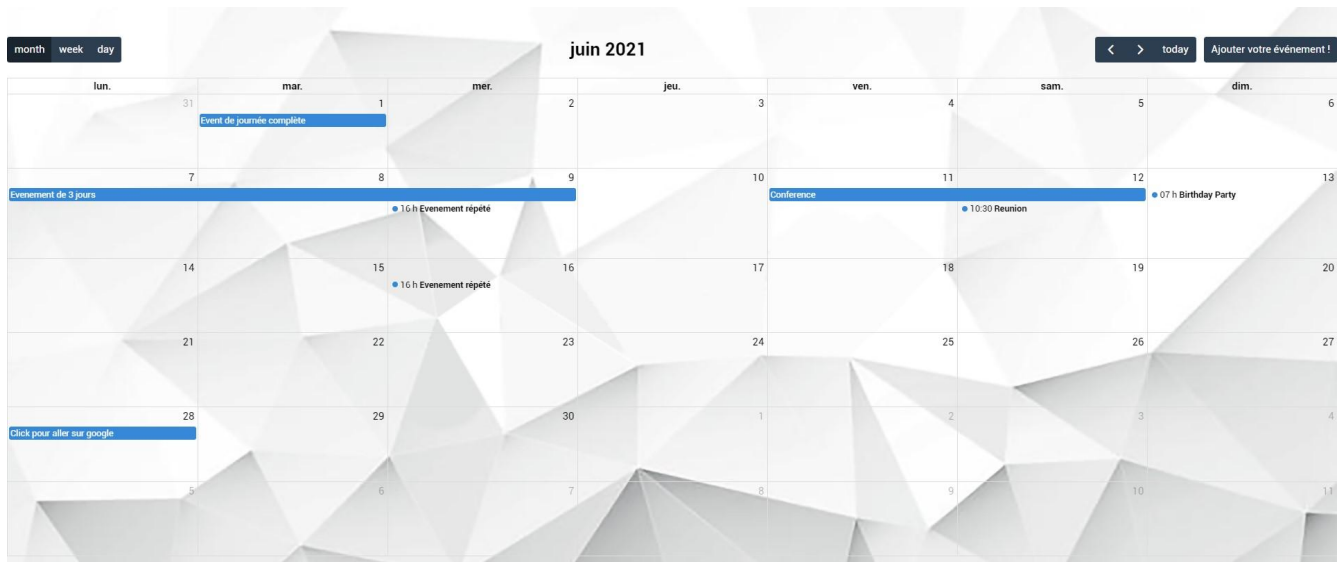 month week day
juin 2021
< > today Ajouter votre événement !
lun. mar. mer. jeu. ven. sam. dim.
31 1 2 3 4 5 6
Event de journée complète
7 8 9 10 11 12 13
Evenement de 3 jours Conference 07 h Birthday Party
16 h Evenement répété 10:30 Reunion
14 15 16 17 18 19 20
16 h Evenement répété
21 22 23 24 25 26 27
28 29 30 1 2 3 4
Click pour aller sur google
5 6 7 8 9 10 11